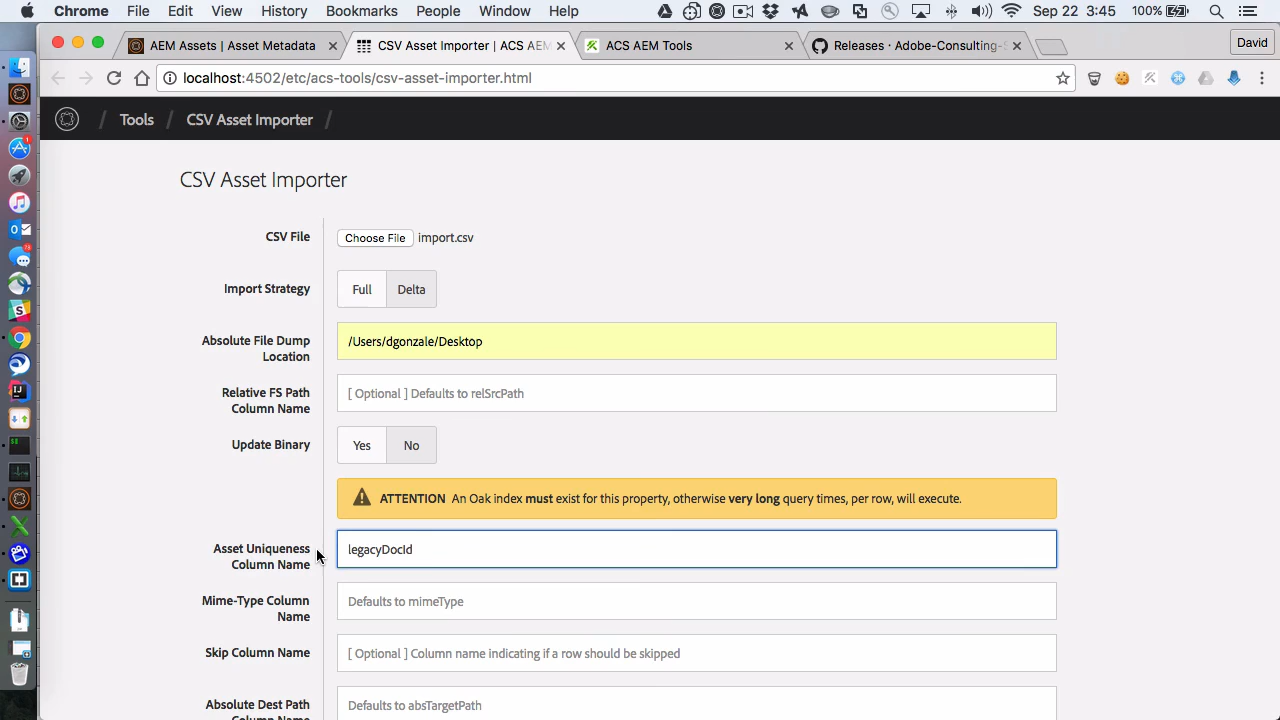 Chrome File Edit View History Bookmarks People Window Help 100% Sep 22 3:45
AEM Assets | Asset Metadata
CSV Asset Importer | ACS AEM
ACS AEM Tools
Releases · Adobe-Consulting-
David
localhost:4502/etc/acs-tools/csv-asset-importer.html
/ Tools / CSV Asset Importer /
CSV Asset Importer
CSV File
Choose File import.csv
Import Strategy
Full Delta
Absolute File Dump
Location
/Users/dgonzale/Desktop
Relative FS Path
Column Name
[ Optional ] Defaults to relSrcPath
Update Binary
Yes No
ATTENTION An Oak index must exist for this property, otherwise very long query times, per row, will execute.
Asset Uniqueness
Column Name
legacyDocId
Mime-Type Column
Name
Defaults to mimeType
Skip Column Name
[ Optional ] Column name indicating if a row should be skipped
Absolute Dest Path
Column Name
Defaults to absTargetPath